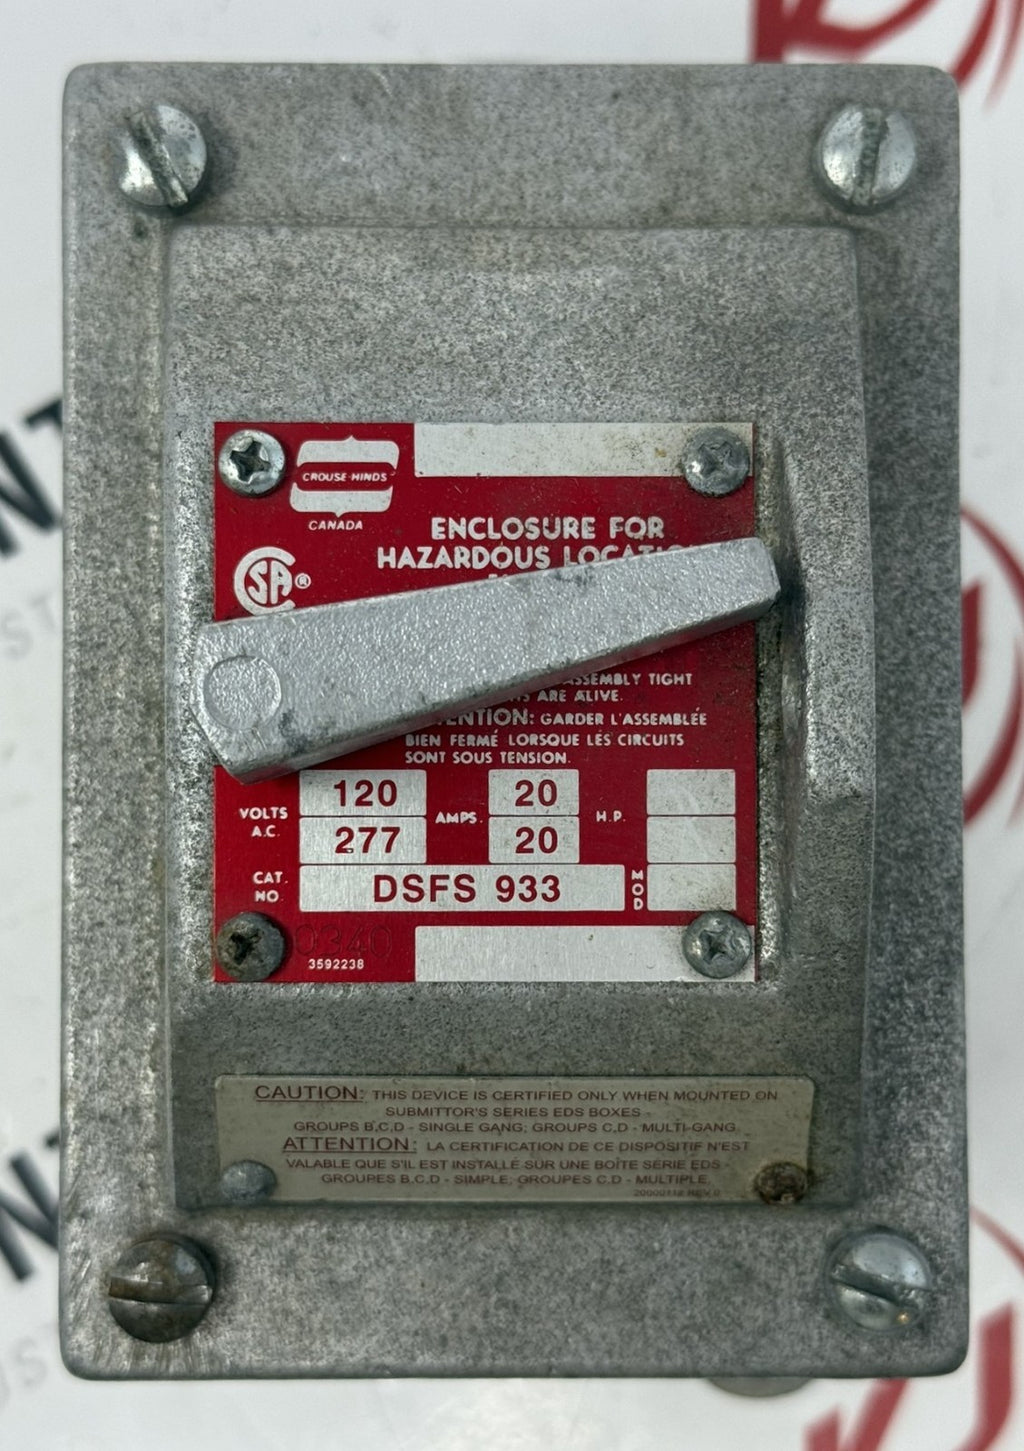 CROUSE-HINDS
CANADA
ENCLOSURE FOR
HAZARDOUS
SA®
ASSEMBLY TIGHT
ARE ALIVE.
GARDER L'ASSEMBLÉE
BIEN FERMÉ LORSQUE LES CIRCUITS
SONT SOUS TENSION.
VOLTS A.C. 120 AMPS. 20 H.P.
277 20
CAT. NO. DSFS 933 MOD
0340
3592238
CAUTION: THIS DEVICE IS CERTIFIED ONLY WHEN MOUNTED ON
SUBMITTOR'S SERIES EDS BOXES -
GROUPS B,C,D - SINGLE GANG; GROUPS C,D - MULTI-GANG.
ATTENTION: LA CERTIFICATION DE CE DISPOSITIF N'EST
VALABLE QUE S'IL EST INSTALLÉ SUR UNE BOÎTE SÉRIE EDS -
GROUPES B.C.D - SIMPLE; GROUPES C.D - MULTIPLE.